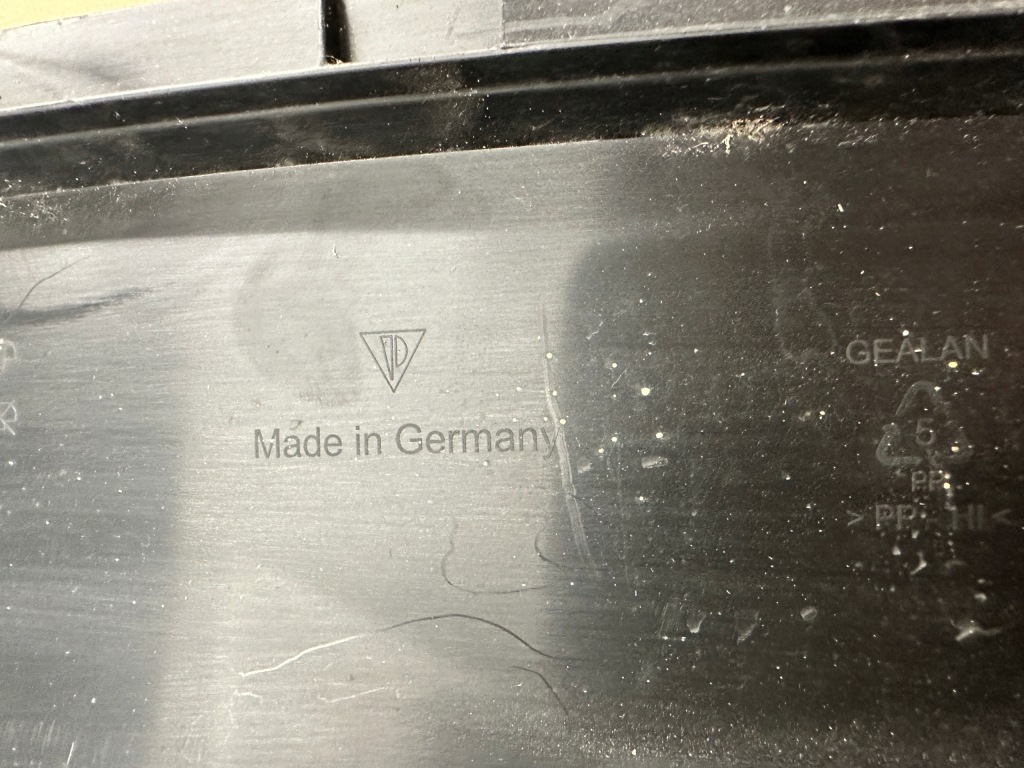 Made in Germany
GEALAN
5
PP
> PP - HI <